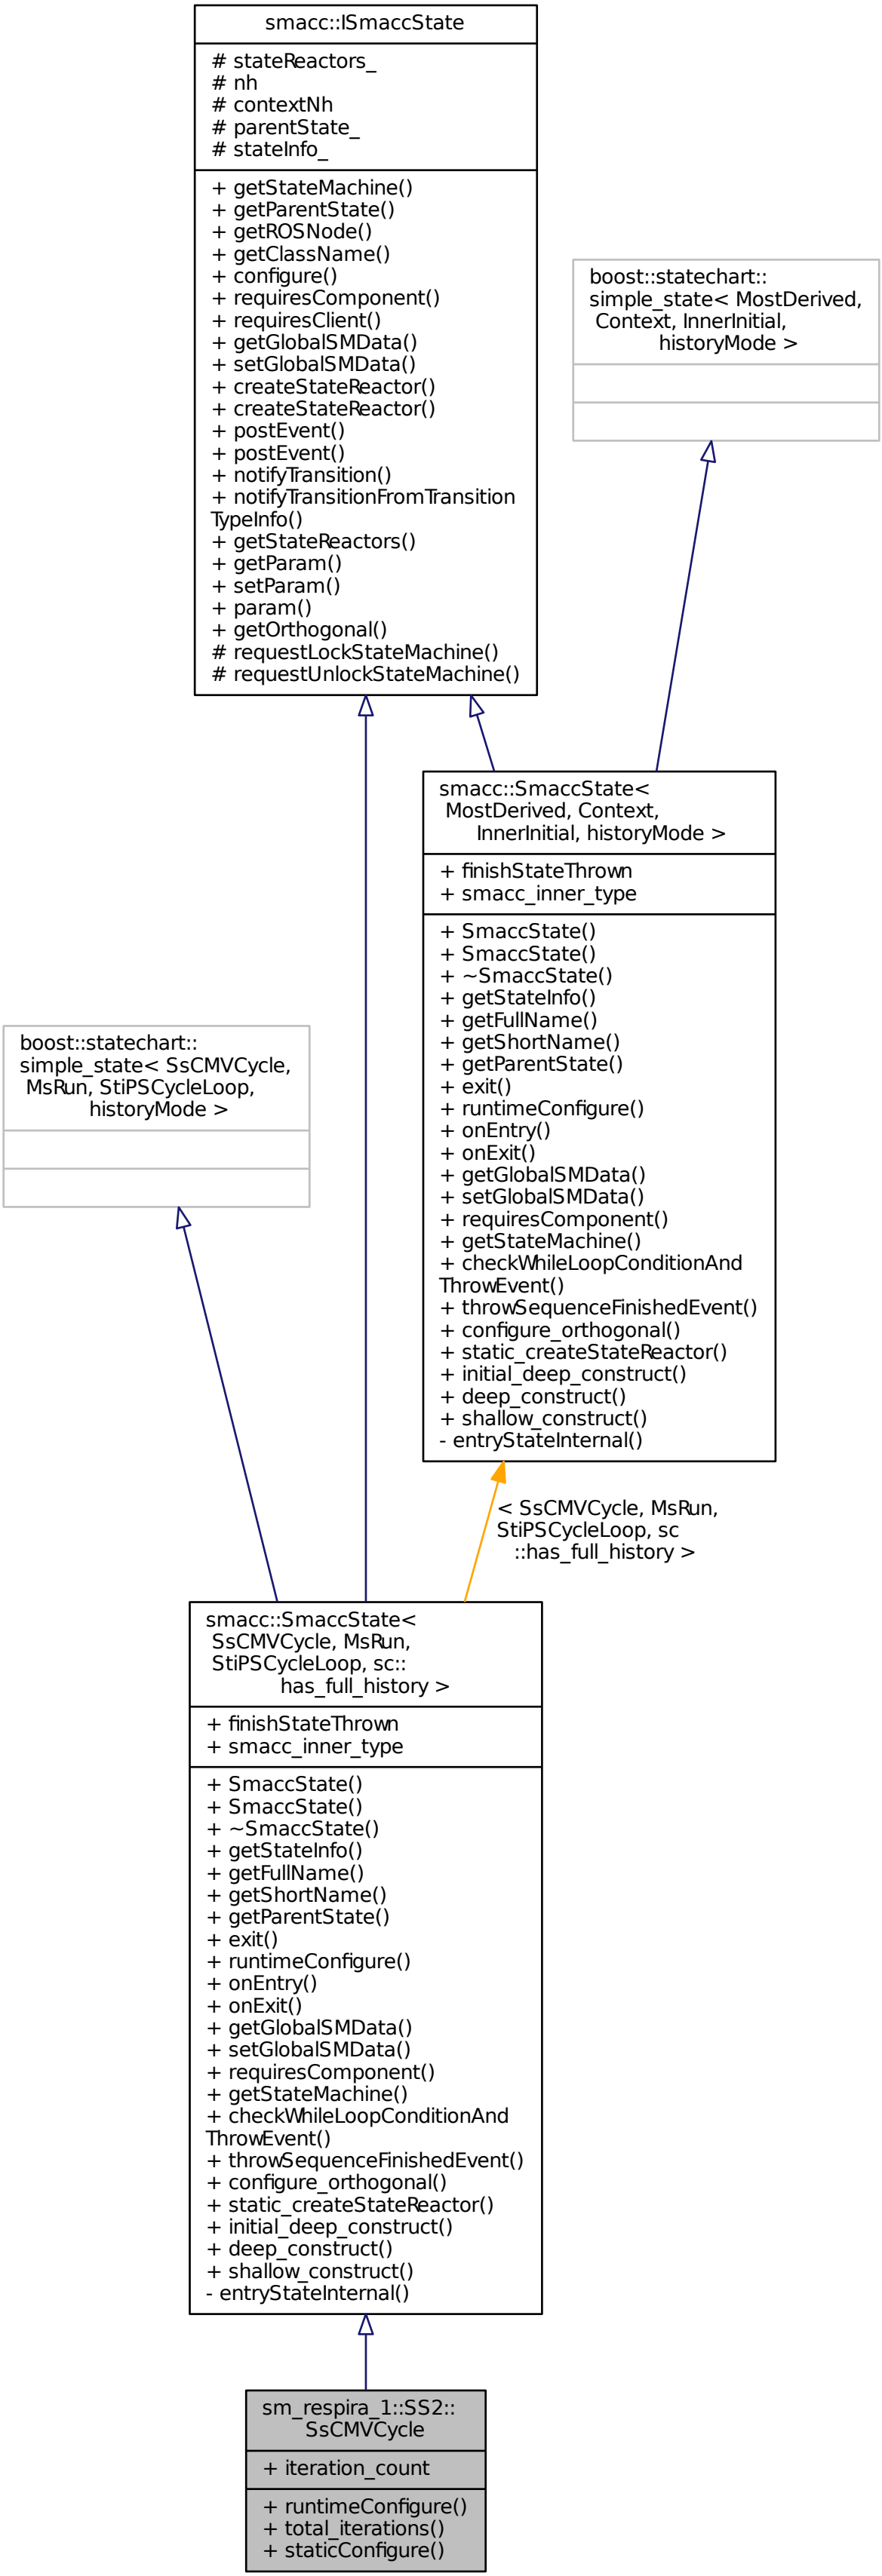 smacc::ISmaccState
# stateReactors_
# nh
# contextNh
# parentState_
# stateInfo_
+ getStateMachine()
+ getParentState()
+ getROSNode()
+ getClassName()
+ configure()
+ requiresComponent()
+ requiresClient()
+ getGlobalSMData()
+ setGlobalSMData()
+ createStateReactor()
+ createStateReactor()
+ postEvent()
+ postEvent()
+ notifyTransition()
+ notifyTransitionFromTransition
TypeInfo()
+ getStateReactors()
+ getParam()
+ setParam()
+ param()
+ getOrthogonal()
# requestLockStateMachine()
# requestUnlockStateMachine()
boost::statechart::
simple_state< MostDerived,
Context, InnerInitial,
historyMode >
smacc::SmaccState<
MostDerived, Context,
InnerInitial, historyMode >
+ finishStateThrown
+ smacc_inner_type
+ SmaccState()
+ SmaccState()
+ ~SmaccState()
+ getStateInfo()
+ getFullName()
+ getShortName()
+ getParentState()
+ exit()
+ runtimeConfigure()
+ onEntry()
+ onExit()
+ getGlobalSMData()
+ setGlobalSMData()
+ requiresComponent()
+ getStateMachine()
+ checkWhileLoopConditionAnd
ThrowEvent()
+ throwSequenceFinishedEvent()
+ configure_orthogonal()
+ static_createStateReactor()
+ initial_deep_construct()
+ deep_construct()
+ shallow_construct()
- entryStateInternal()
boost::statechart::
simple_state< SsCMVCycle,
MsRun, StiPSCycleLoop,
historyMode >
< SsCMVCycle, MsRun,
StiPSCycleLoop, sc
::has_full_history >
smacc::SmaccState<
SsCMVCycle, MsRun,
StiPSCycleLoop, sc::
has_full_history >
+ finishStateThrown
+ smacc_inner_type
+ SmaccState()
+ SmaccState()
+ ~SmaccState()
+ getStateInfo()
+ getFullName()
+ getShortName()
+ getParentState()
+ exit()
+ runtimeConfigure()
+ onEntry()
+ onExit()
+ getGlobalSMData()
+ setGlobalSMData()
+ requiresComponent()
+ getStateMachine()
+ checkWhileLoopConditionAnd
ThrowEvent()
+ throwSequenceFinishedEvent()
+ configure_orthogonal()
+ static_createStateReactor()
+ initial_deep_construct()
+ deep_construct()
+ shallow_construct()
- entryStateInternal()
sm_respira_1::SS2::
SsCMVCycle
+ iteration_count
+ runtimeConfigure()
+ total_iterations()
+ staticConfigure()